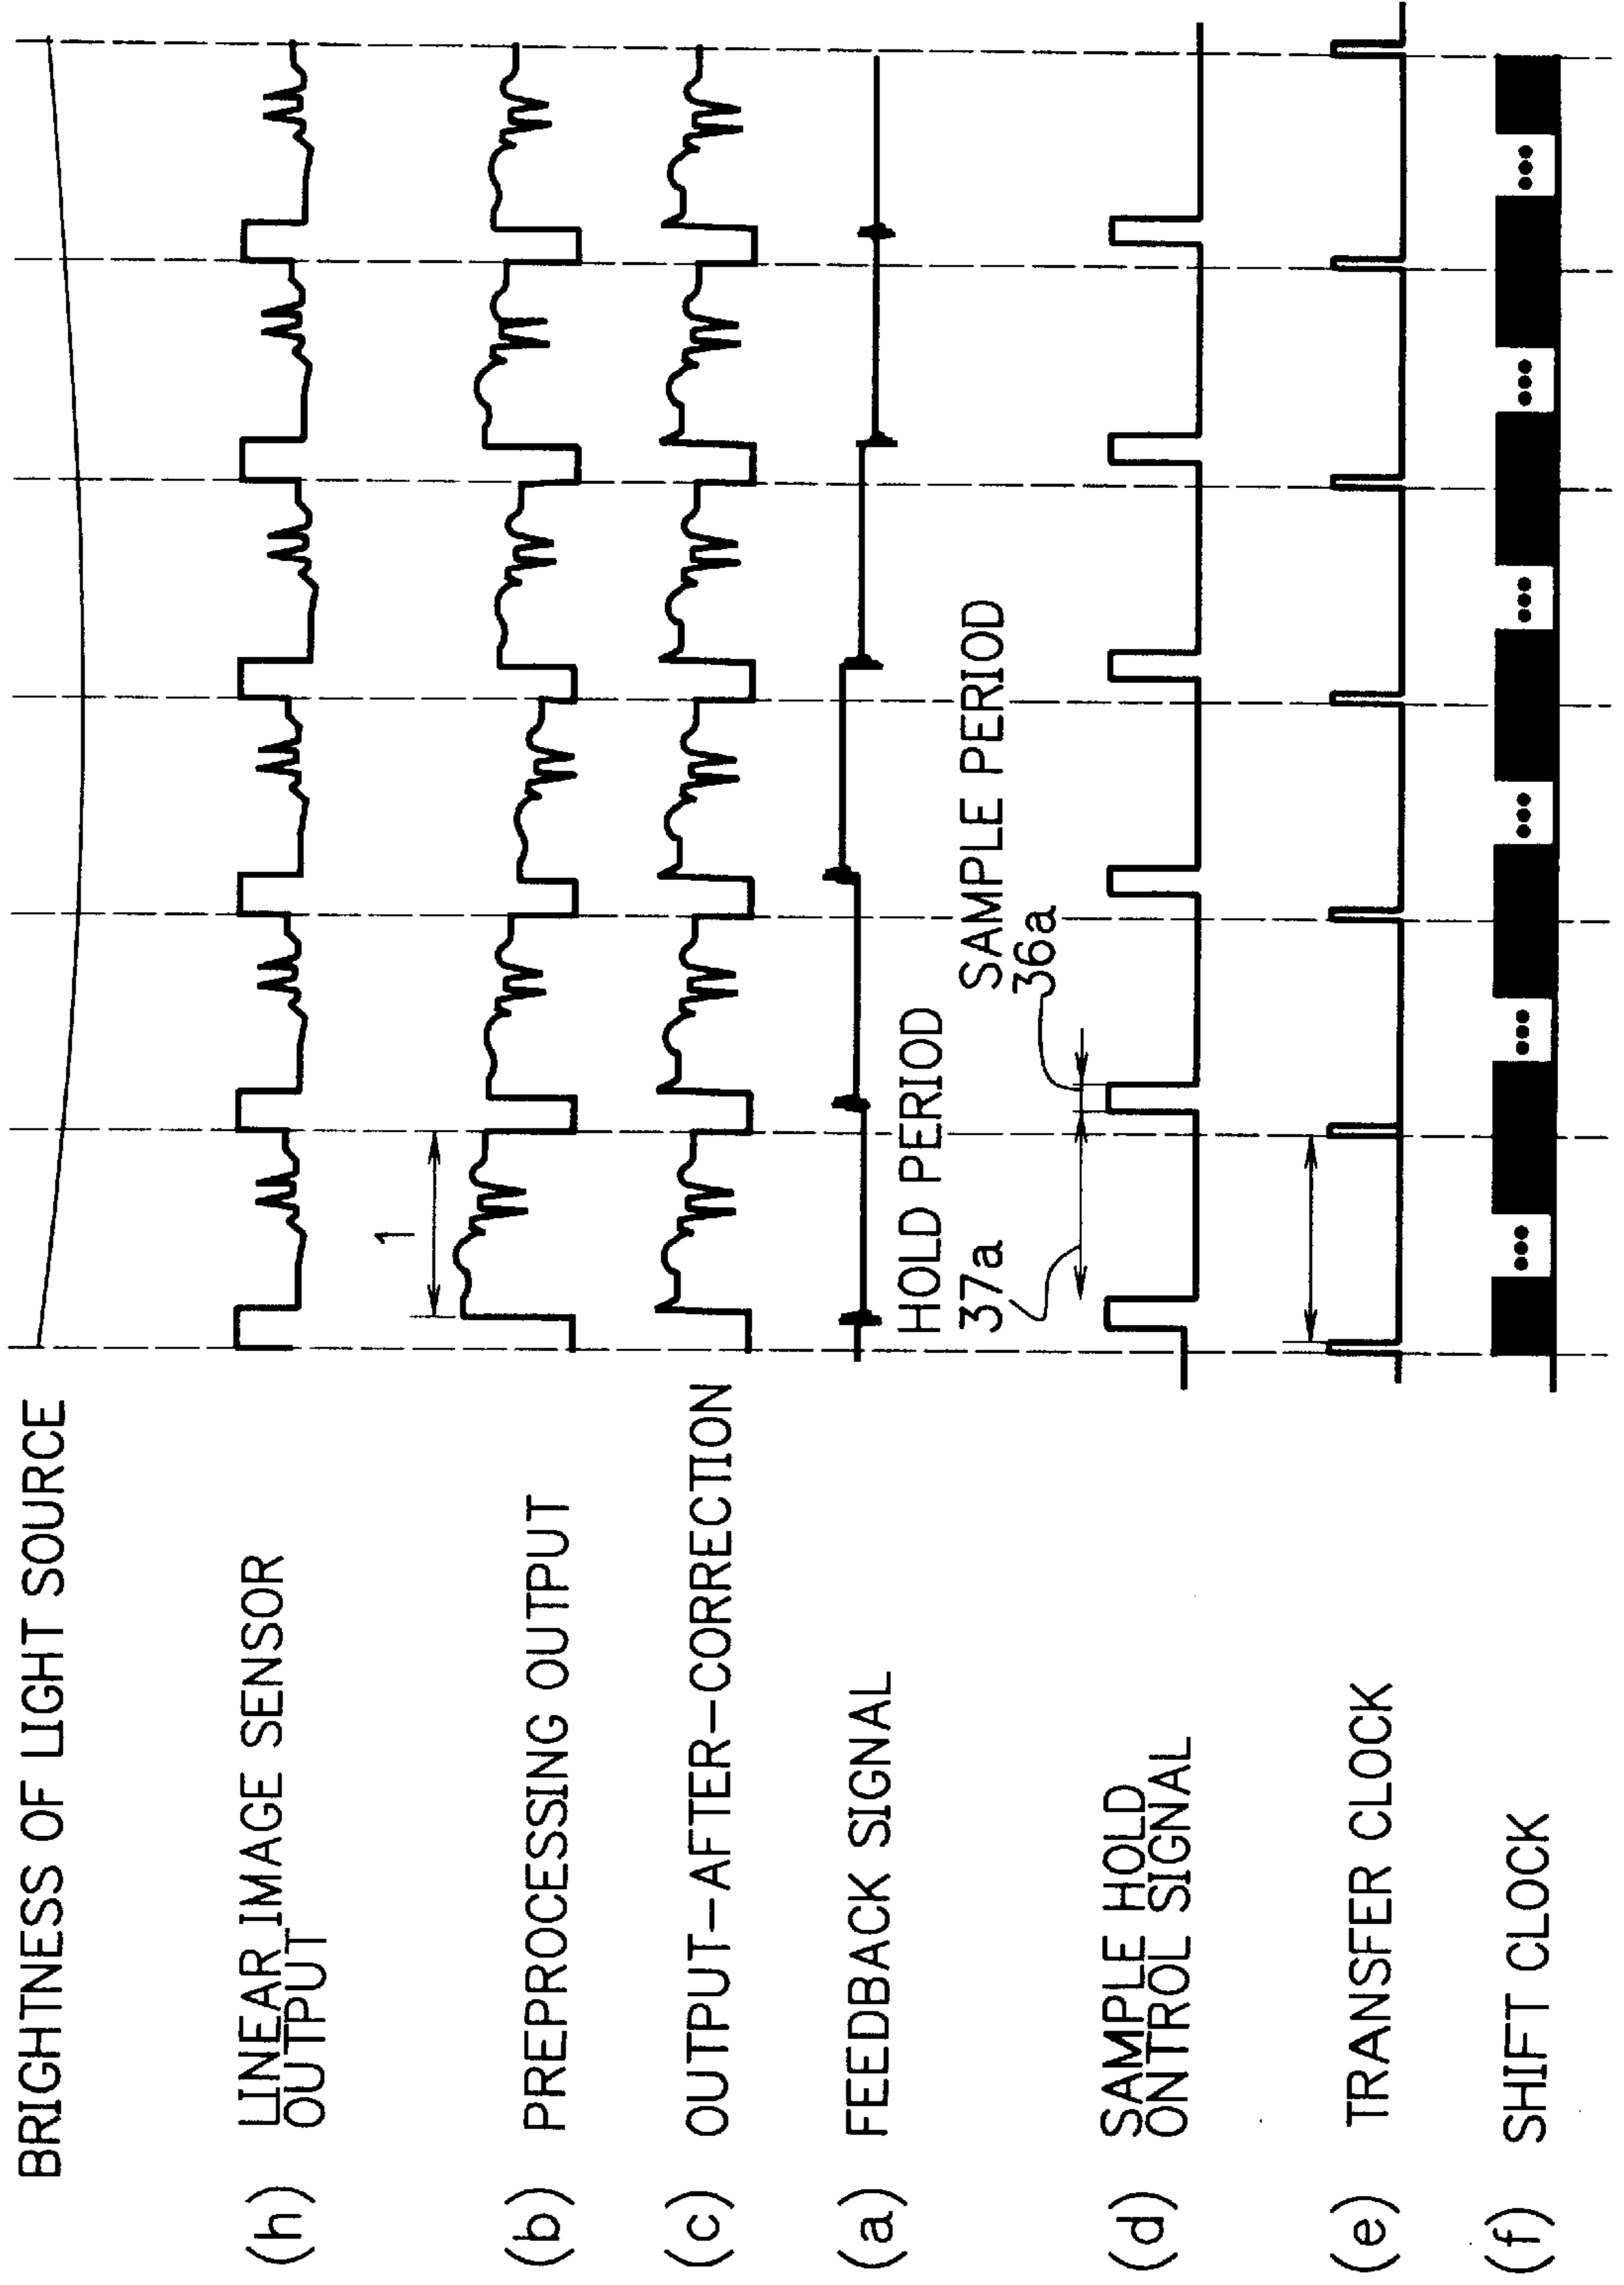 BRIGHTNESS OF LIGHT SOURCE
(h) LINEAR IMAGE SENSOR
OUTPUT
1
(b) PREPROCESSING OUTPUT
(c) OUTPUT-AFTER-CORRECTION
(a) FEEDBACK SIGNAL
HOLD PERIOD
37a
SAMPLE PERIOD
36a
(d) SAMPLE HOLD
ONTROL SIGNAL
(e) TRANSFER CLOCK
(f) SHIFT CLOCK